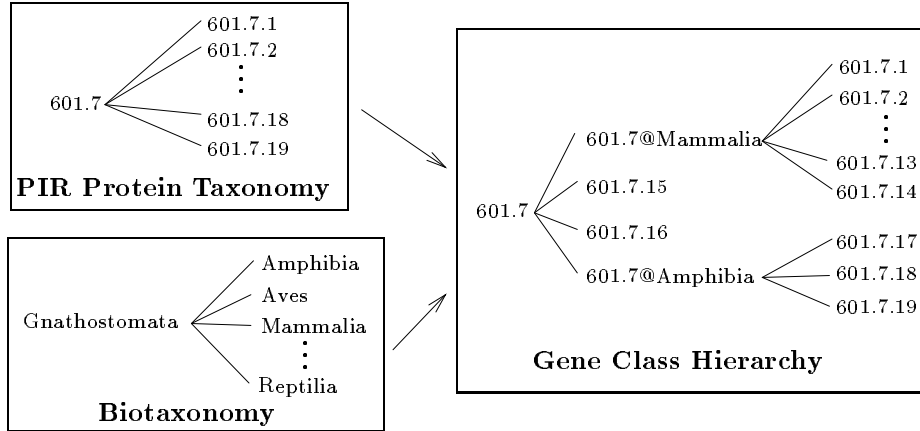 601.7
601.7.1
601.7.2
601.7.18
601.7.19
PIR Protein Taxonomy
Gnathostomata
Amphibia
Aves
Mammalia
Reptilia
Biotaxonomy
601.7
601.7@Mammalia
601.7.1
601.7.2
601.7.13
601.7.14
601.7.15
601.7.16
601.7@Amphibia
601.7.17
601.7.18
601.7.19
Gene Class Hierarchy